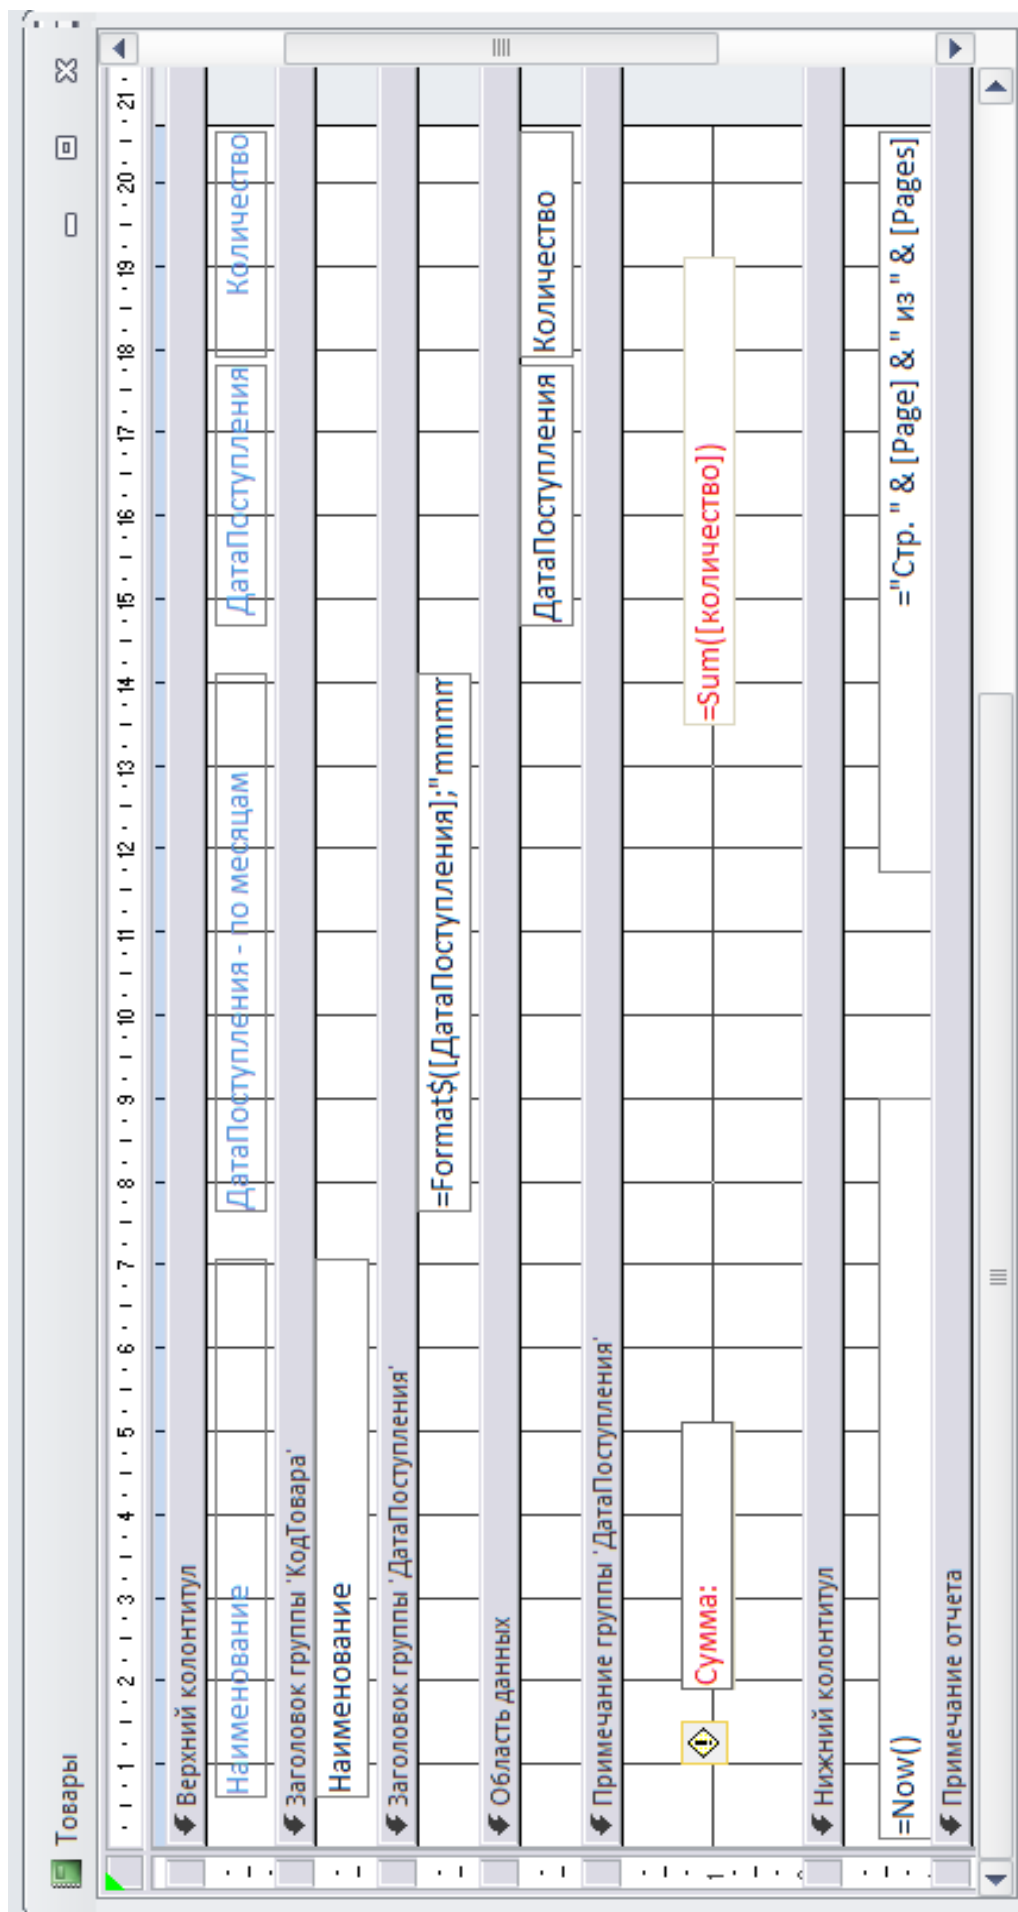 Товары
1 2 3 4 5 6 7 8 9 10 11 12 13 14 15 16 17 18 19 20 21
Верхний колонтитул
Наименование ДатаПоступления - по месяцам ДатаПоступления Количество
Заголовок группы 'КодТовара'
Наименование
Заголовок группы 'ДатаПоступления'
=Format$([ДатаПоступления];"mmmm
Область данных
ДатаПоступления Количество
Примечание группы 'ДатаПоступления'
1
Сумма: =Sum([количество])
Нижний колонтитул
=Now() ="Стр. " & [Page] & " из " & [Pages]
Примечание отчета